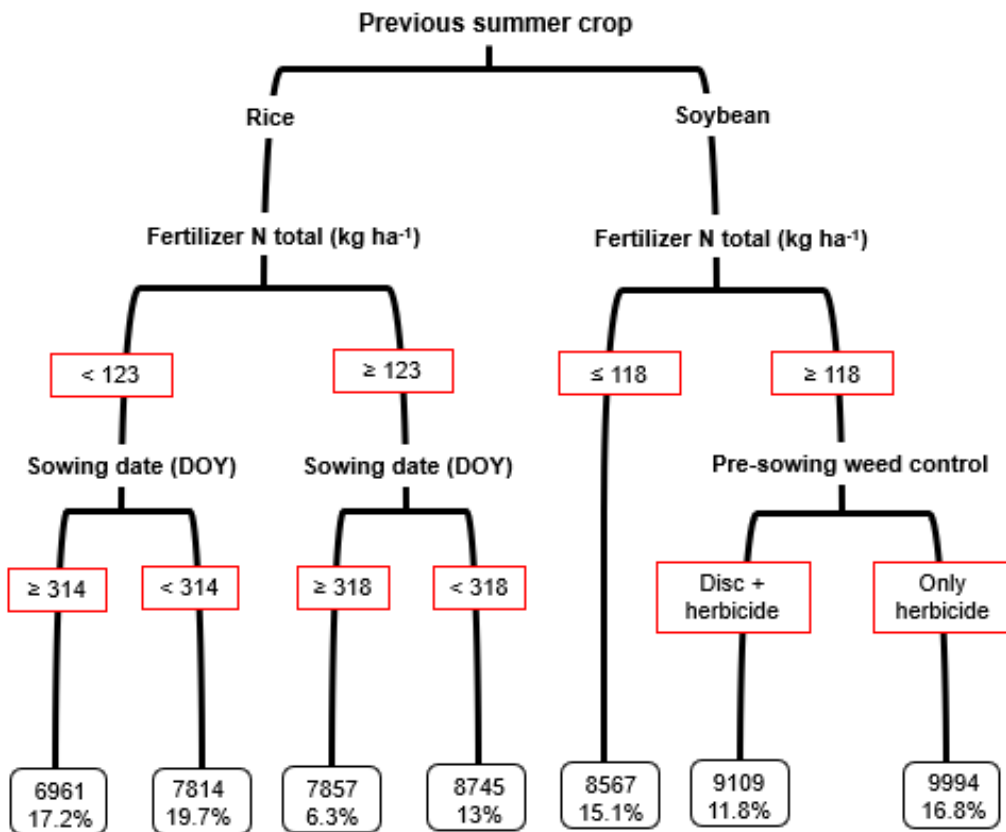 Previous summer crop
Rice
Soybean
Fertilizer N total (kg ha⁻¹)
Fertilizer N total (kg ha⁻¹)
< 123
≥ 123
≤ 118
≥ 118
Sowing date (DOY)
Sowing date (DOY)
Pre-sowing weed control
≥ 314
< 314
≥ 318
< 318
Disc +
herbicide
Only
herbicide
6961
17.2%
7814
19.7%
7857
6.3%
8745
13%
8567
15.1%
9109
11.8%
9994
16.8%